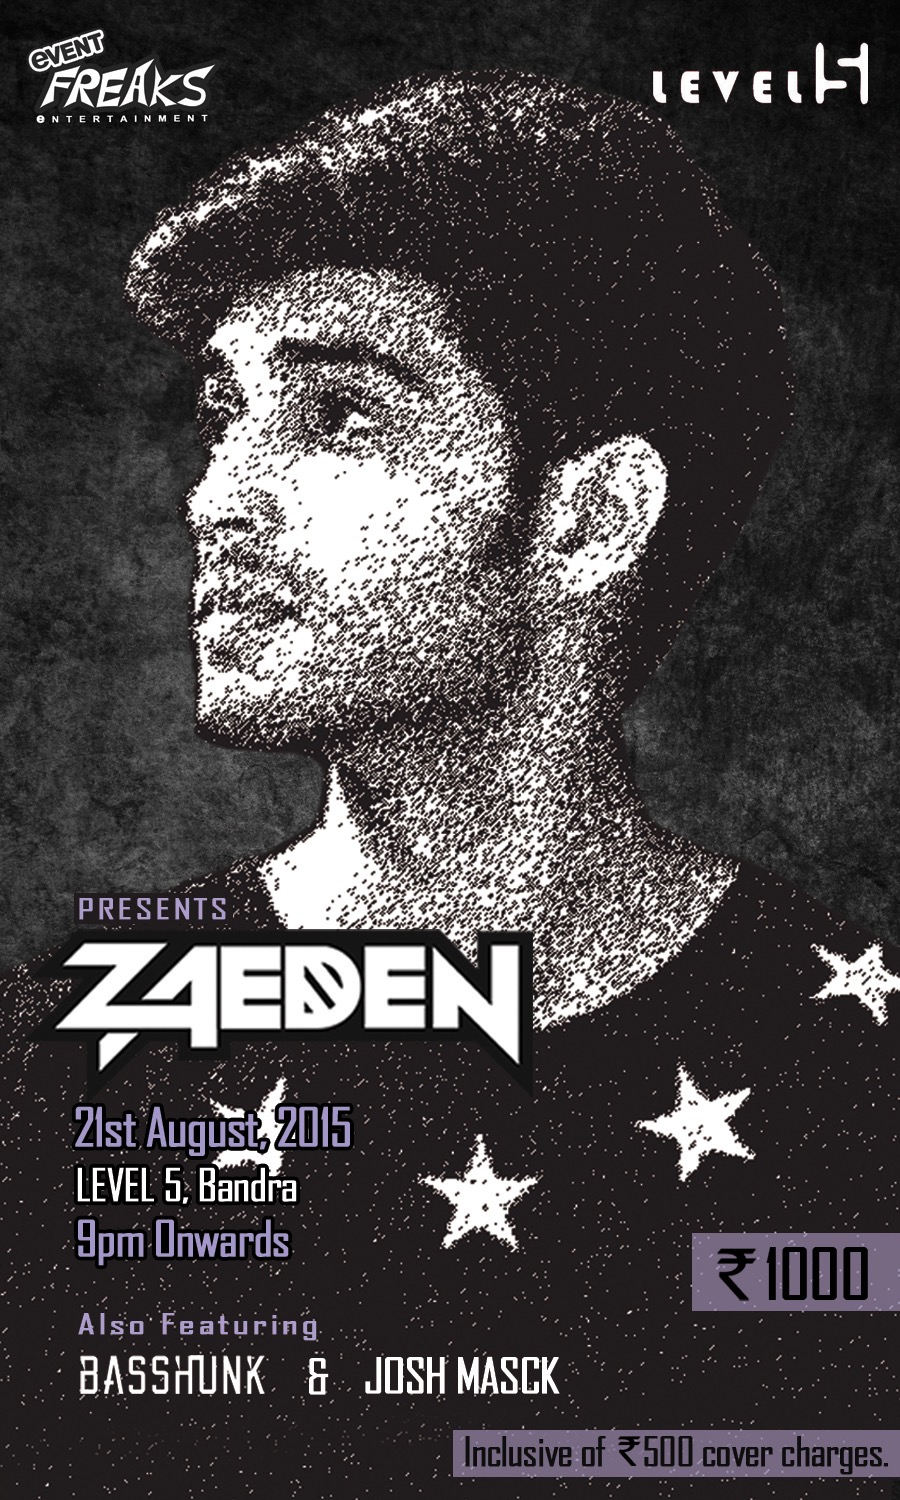 eVENT
FREAKS
eNTERTAINMENT
LEVEL 5
PRESENTS
ZAEDEN
21st August, 2015
LEVEL 5, Bandra
9pm Onwards
₹1000
Also Featuring
BASSHUNK & JOSH MASCK
Inclusive of ₹500 cover charges.